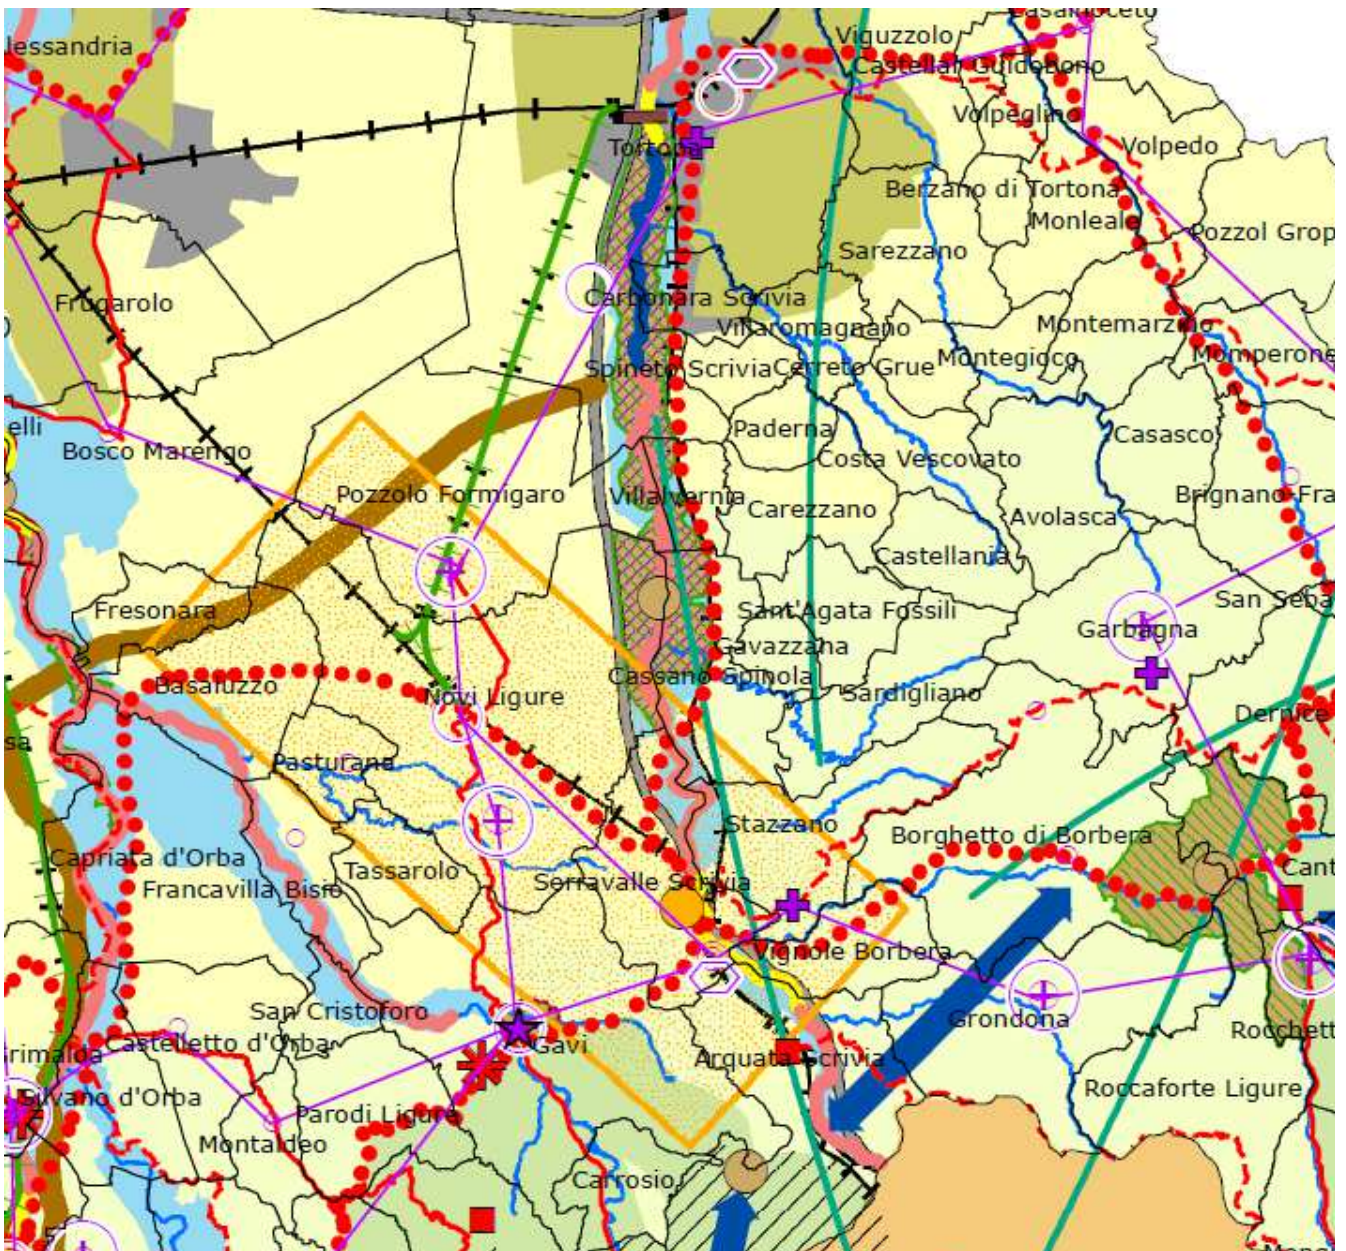 Casalnoceto
lessandria
Viguzzolo
Castellar Guidobono
Volpeglino
Tortona
Volpedo
Berzano di Tortona
Monleale
Pozzol Grop
Sarezzano
Frugarolo
Carbonara Scrivia
Villaromagnano
Montemarzino
Momperone
Montegioco
Spineto Scrivia
Cerreto Grue
elli
Paderna
Casasco
Bosco Marengo
Costa Vescovato
Pozzolo Formigaro
Villalvernia
Carezzano
Avolasca
Brignano-Fra
Castellania
Fresonara
Sant'Agata Fossili
San Seba
Garbagna
Gavazzana
Cassano Spinola
Basaluzzo
Novi Ligure
Sardigliano
Dernice
sa
Pasturana
Stazzano
Borghetto di Borbera
Capriata d'Orba
Tassarolo
Cant
Francavilla Bisio
Serravalle Scrivia
Vignole Borbera
San Cristoforo
Grondona
Rocchett
rimalda
Castelletto d'Orba
Gavi
Arquata Scrivia
Silvano d'Orba
Roccaforte Ligure
Parodi Ligure
Montaldeo
Carrosio